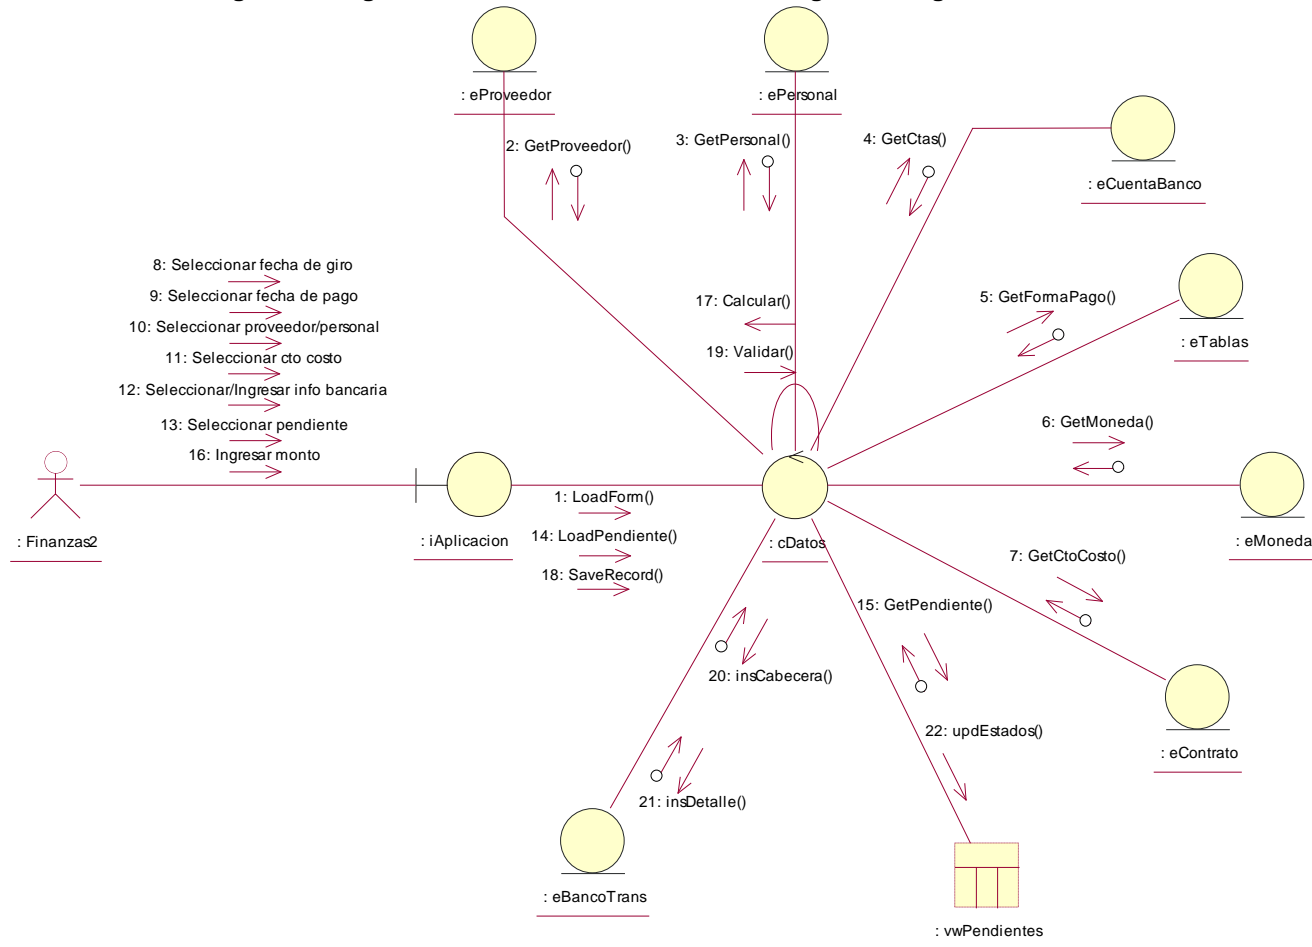 : eProveedor
: ePersonal
2: GetProveedor()
3: GetPersonal()
4: GetCtas()
: eCuentaBanco
8: Seleccionar fecha de giro
9: Seleccionar fecha de pago
10: Seleccionar proveedor/personal
11: Seleccionar cto costo
12: Seleccionar/Ingresar info bancaria
13: Seleccionar pendiente
16: Ingresar monto
17: Calcular()
19: Validar()
5: GetFormaPago()
: eTablas
6: GetMoneda()
: Finanzas2
: iAplicacion
1: LoadForm()
14: LoadPendiente()
18: SaveRecord()
: cDatos
: eMoneda
7: GetCtoCosto()
15: GetPendiente()
20: insCabecera()
22: updEstados()
: eContrato
21: insDetalle()
: eBancoTrans
: vwPendientes